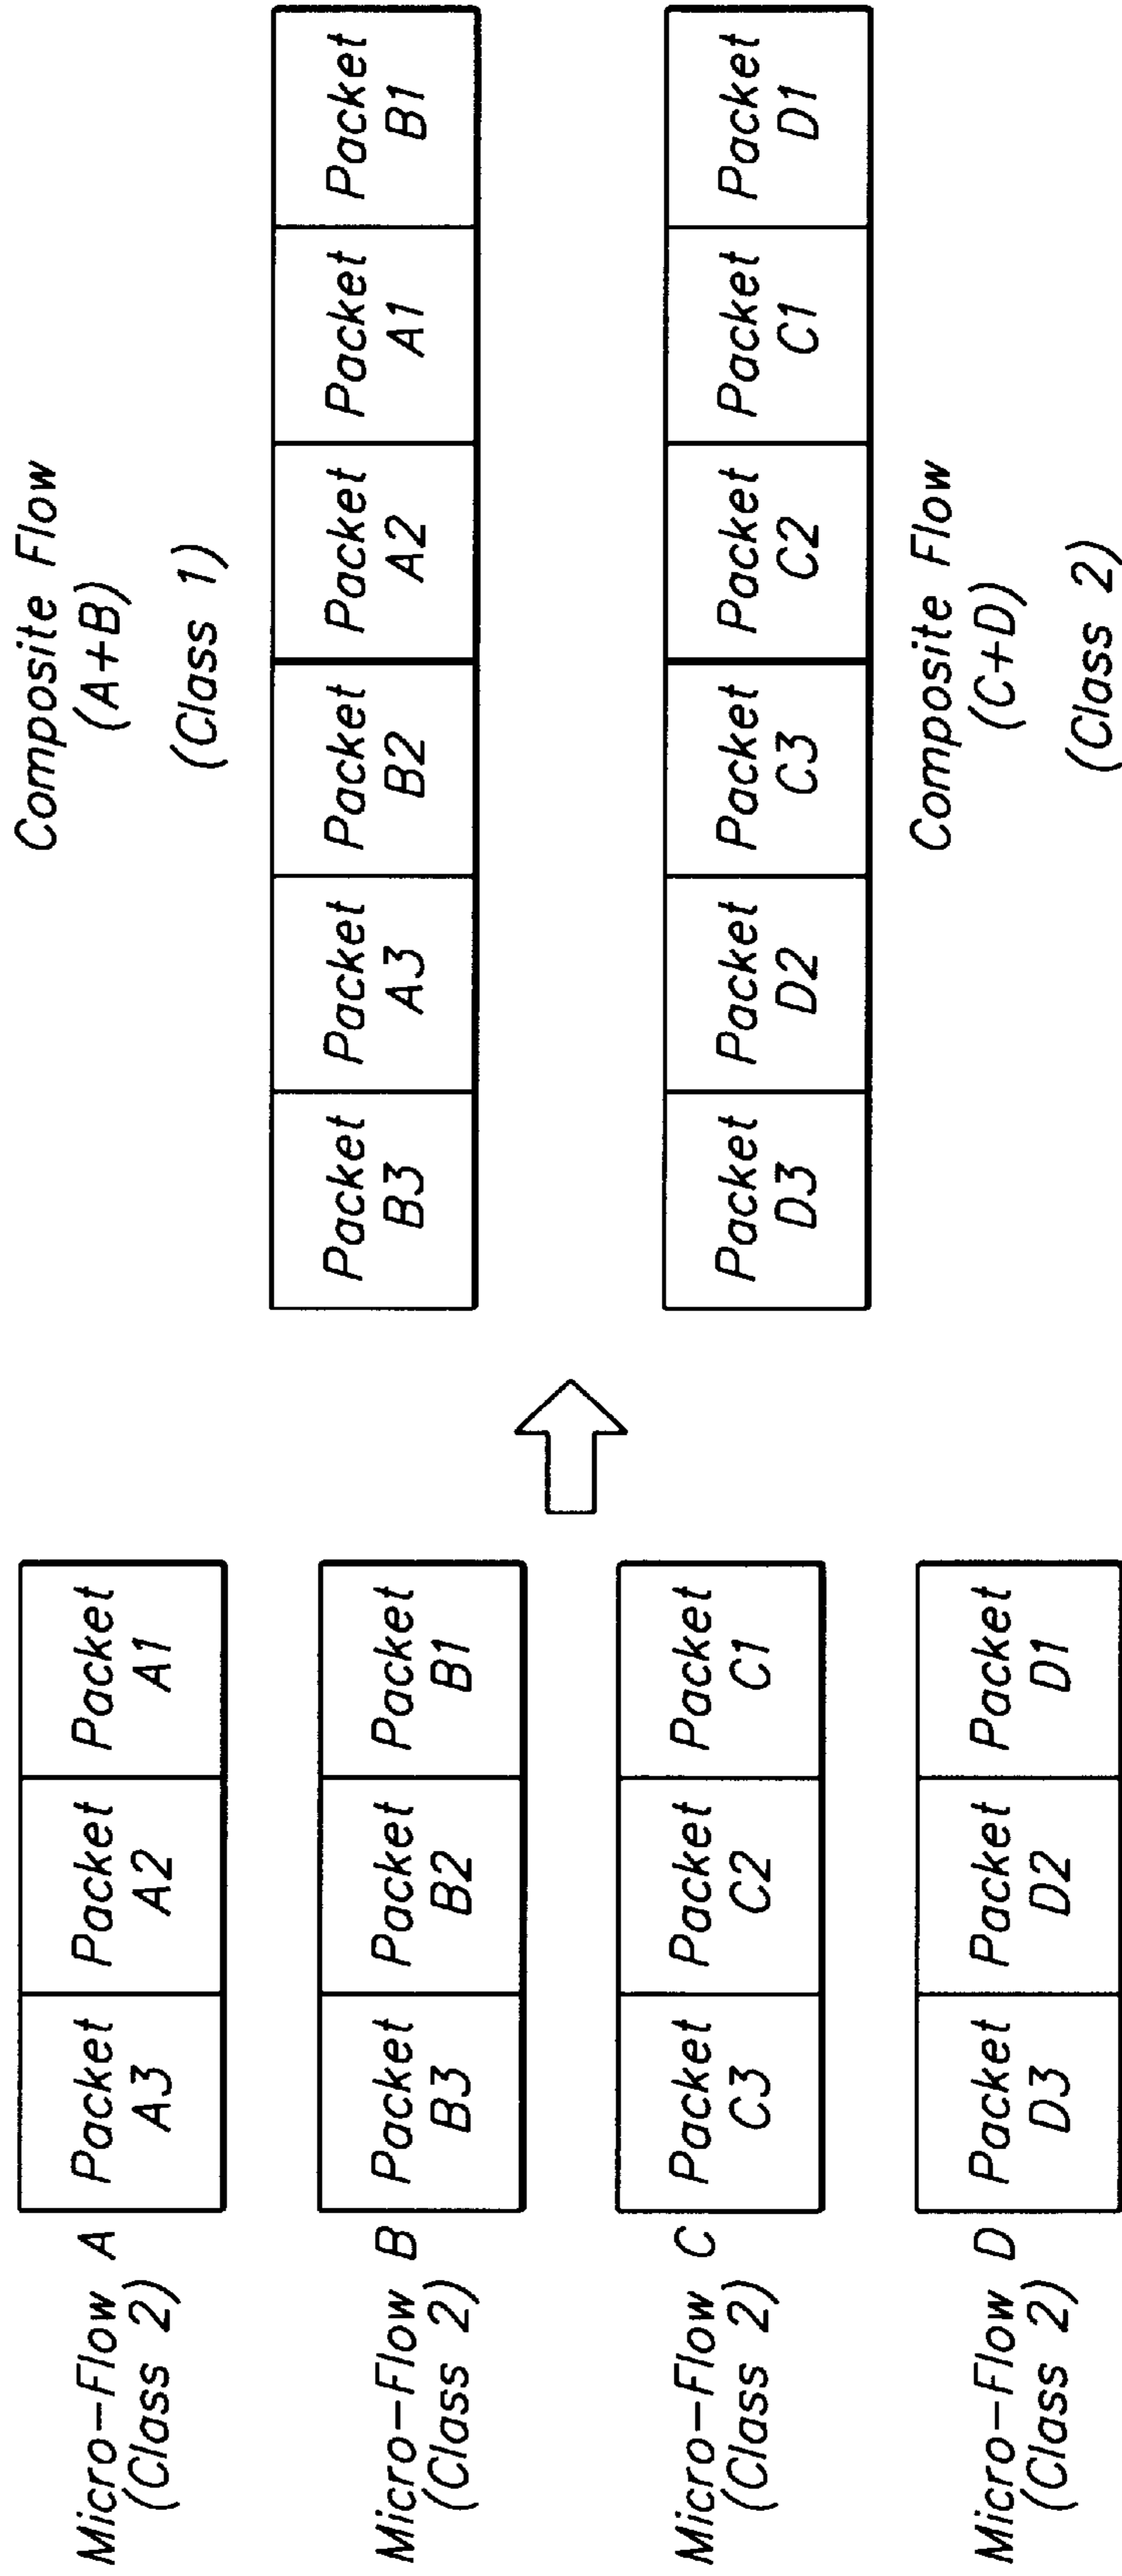 Micro-Flow A
(Class 2)
Packet
A3
Packet
A2
Packet
A1
Micro-Flow B
(Class 2)
Packet
B3
Packet
B2
Packet
B1
Micro-Flow C
(Class 2)
Packet
C3
Packet
C2
Packet
C1
Micro-Flow D
(Class 2)
Packet
D3
Packet
D2
Packet
D1
Composite Flow
(A+B)
(Class 1)
Packet
B3
Packet
A3
Packet
B2
Packet
A2
Packet
A1
Packet
B1
Packet
D3
Packet
D2
Packet
C3
Packet
C2
Packet
C1
Packet
D1
Composite Flow
(C+D)
(Class 2)